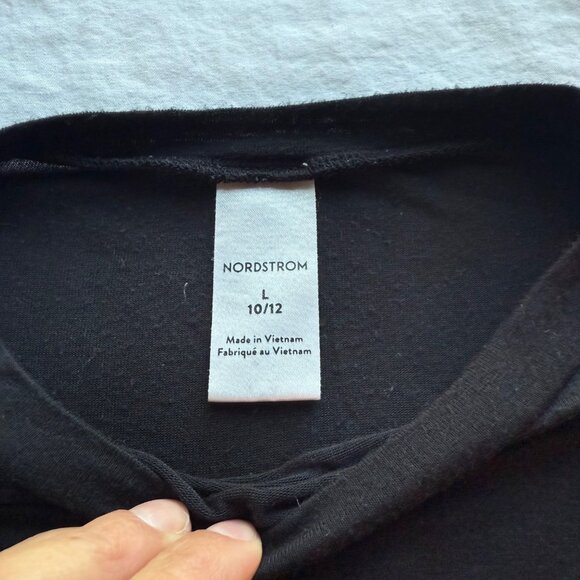 NORDSTROM
L
10/12
Made in Vietnam
Fabriqué au Vietnam